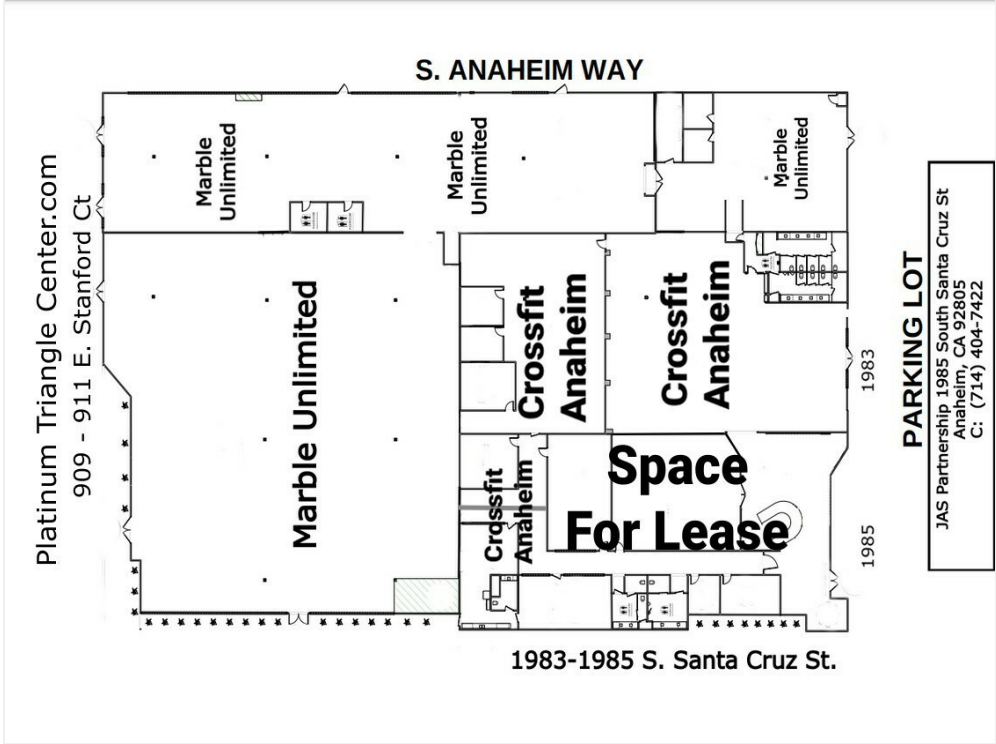 S. ANAHEIM WAY
Platinum Triangle Center.com
909 - 911 E. Stanford Ct
Marble
Unlimited
Marble
Unlimited
Marble
Unlimited
Marble Unlimited
Crossfit
Anaheim
Crossfit
Anaheim
Crossfit
Anaheim
Space
For Lease
1983
1985
PARKING LOT
JAS Partnership 1985 South Santa Cruz St
Anaheim, CA 92805
C: (714) 404-7422
1983-1985 S. Santa Cruz St.